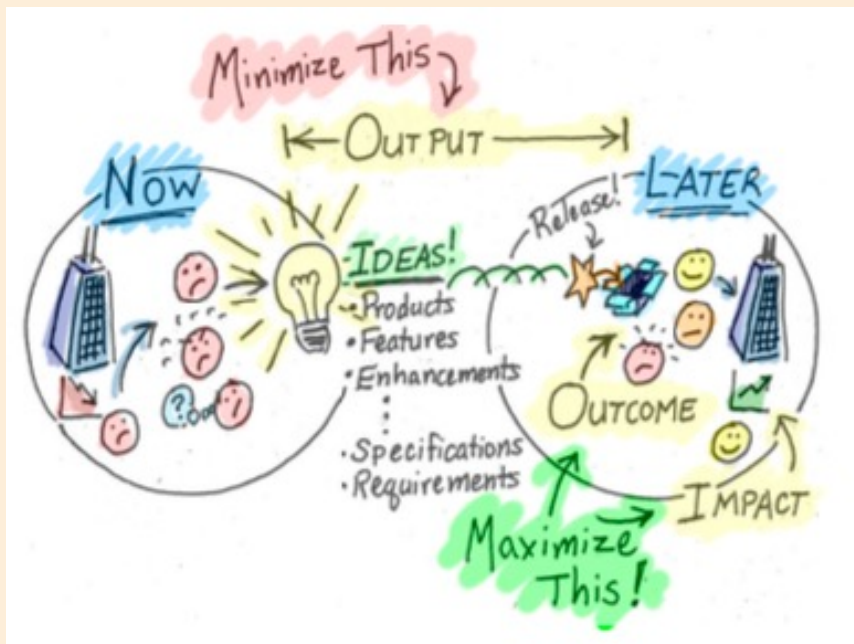 Minimize This
OUTPUT
NOW
LATER
Release!
IDEAS!
• Products
• Features
• Enhancements
• Specifications
• Requirements
?
OUTCOME
IMPACT
Maximize
This!